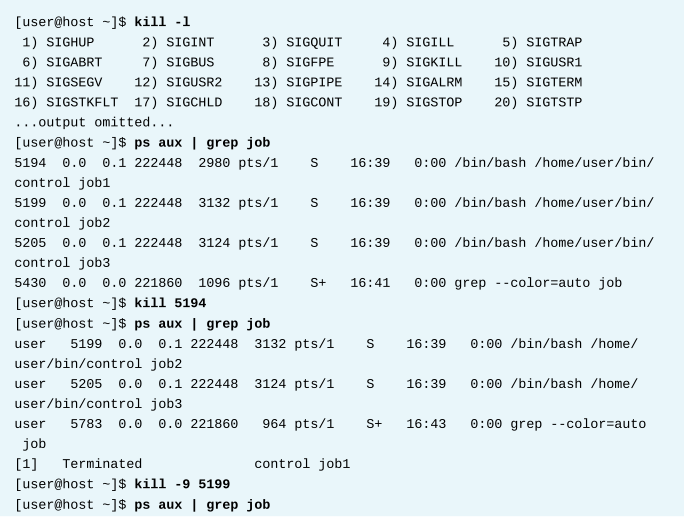 [user@host ~]$ kill -l
 1) SIGHUP      2) SIGINT      3) SIGQUIT     4) SIGILL      5) SIGTRAP
 6) SIGABRT     7) SIGBUS      8) SIGFPE      9) SIGKILL    10) SIGUSR1
11) SIGSEGV    12) SIGUSR2    13) SIGPIPE    14) SIGALRM    15) SIGTERM
16) SIGSTKFLT  17) SIGCHLD    18) SIGCONT    19) SIGSTOP    20) SIGTSTP
...output omitted...
[user@host ~]$ ps aux | grep job
5194  0.0  0.1 222448  2980 pts/1    S    16:39   0:00 /bin/bash /home/user/bin/
control job1
5199  0.0  0.1 222448  3132 pts/1    S    16:39   0:00 /bin/bash /home/user/bin/
control job2
5205  0.0  0.1 222448  3124 pts/1    S    16:39   0:00 /bin/bash /home/user/bin/
control job3
5430  0.0  0.0 221860  1096 pts/1    S+   16:41   0:00 grep --color=auto job
[user@host ~]$ kill 5194
[user@host ~]$ ps aux | grep job
user   5199  0.0  0.1 222448  3132 pts/1    S    16:39   0:00 /bin/bash /home/
user/bin/control job2
user   5205  0.0  0.1 222448  3124 pts/1    S    16:39   0:00 /bin/bash /home/
user/bin/control job3
user   5783  0.0  0.0 221860   964 pts/1    S+   16:43   0:00 grep --color=auto
 job
[1]   Terminated              control job1
[user@host ~]$ kill -9 5199
[user@host ~]$ ps aux | grep job